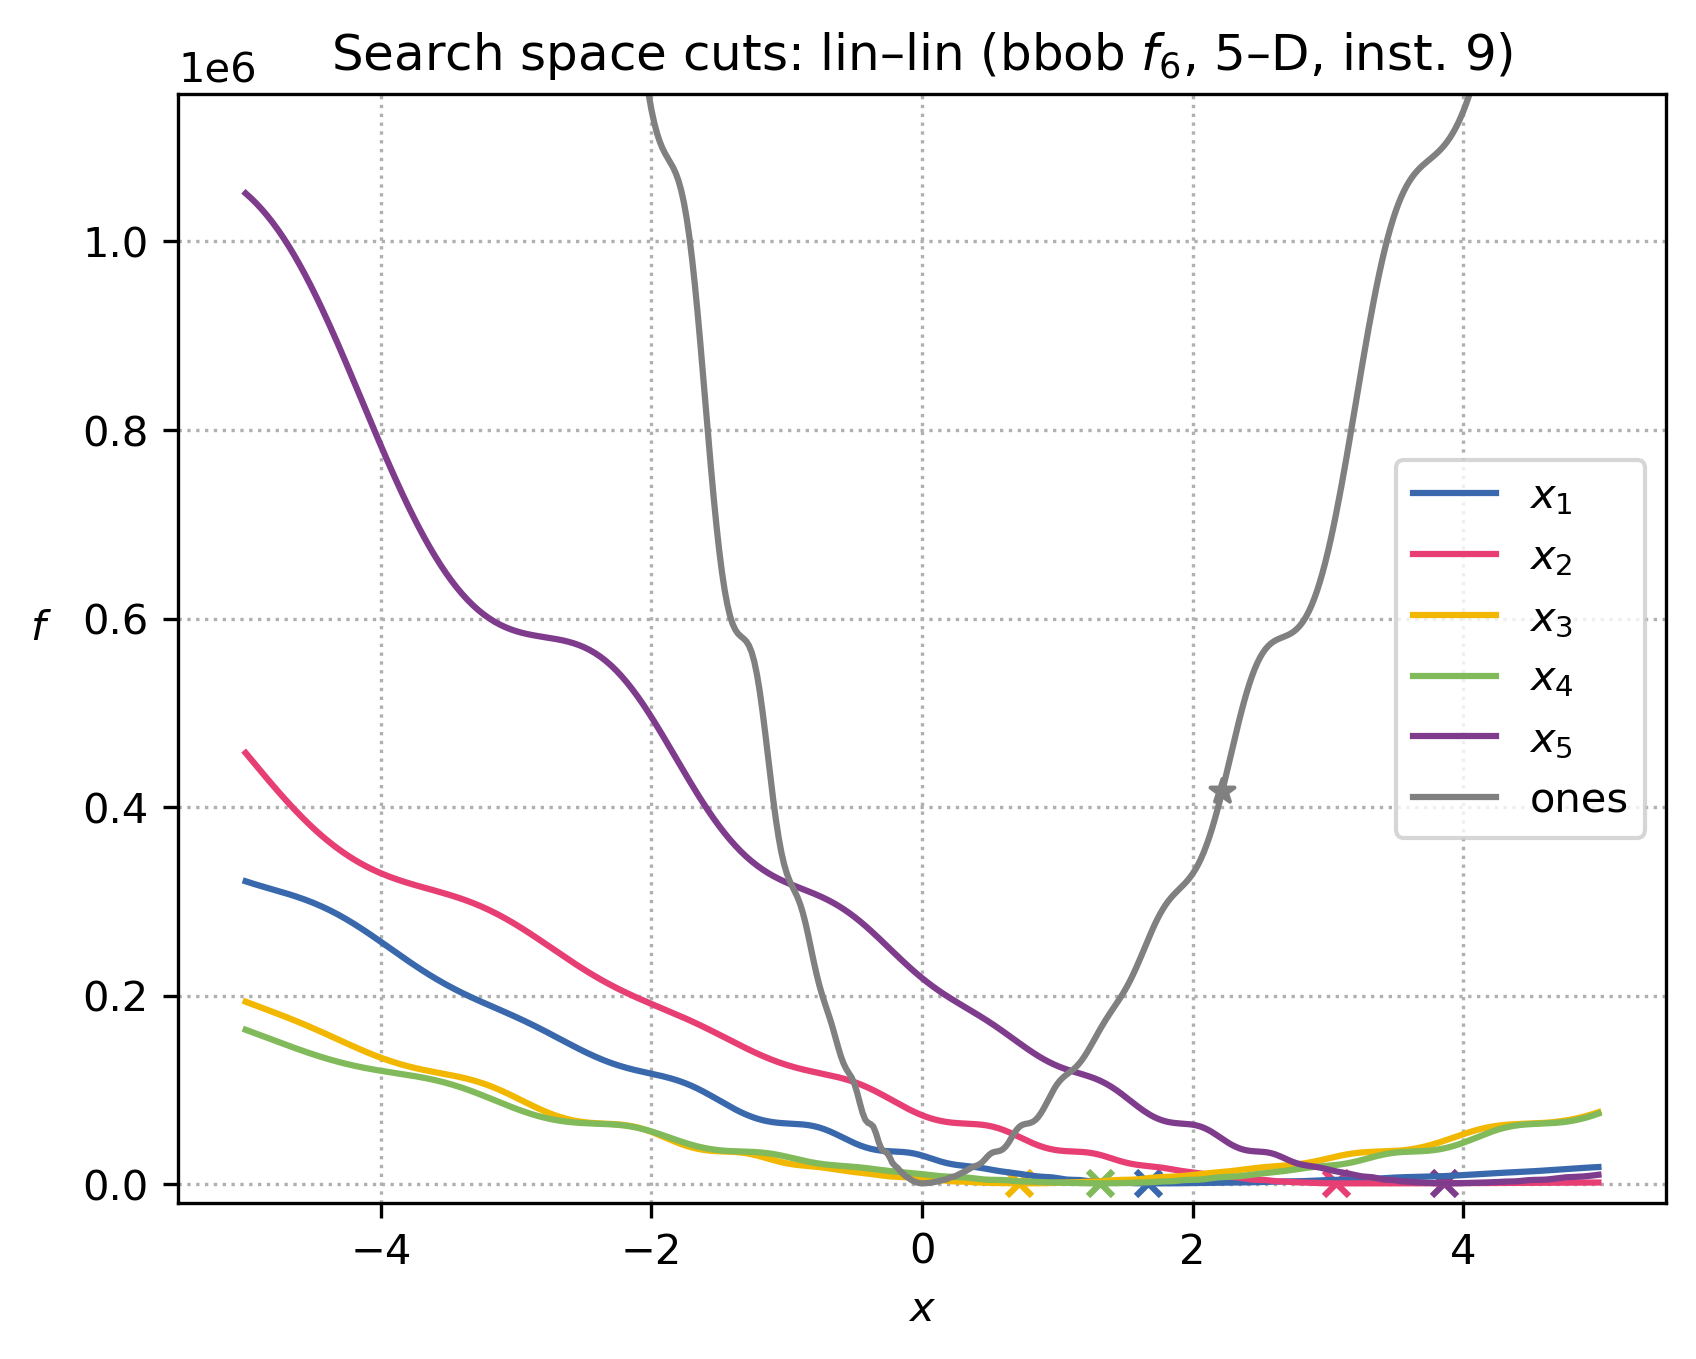 Search space cuts: lin–lin (bbob f₆, 5–D, inst. 9)
1e6
1.0
0.8
0.6
0.4
0.2
0.0
f
−4
−2
0
2
4
x
x₁
x₂
x₃
x₄
x₅
ones